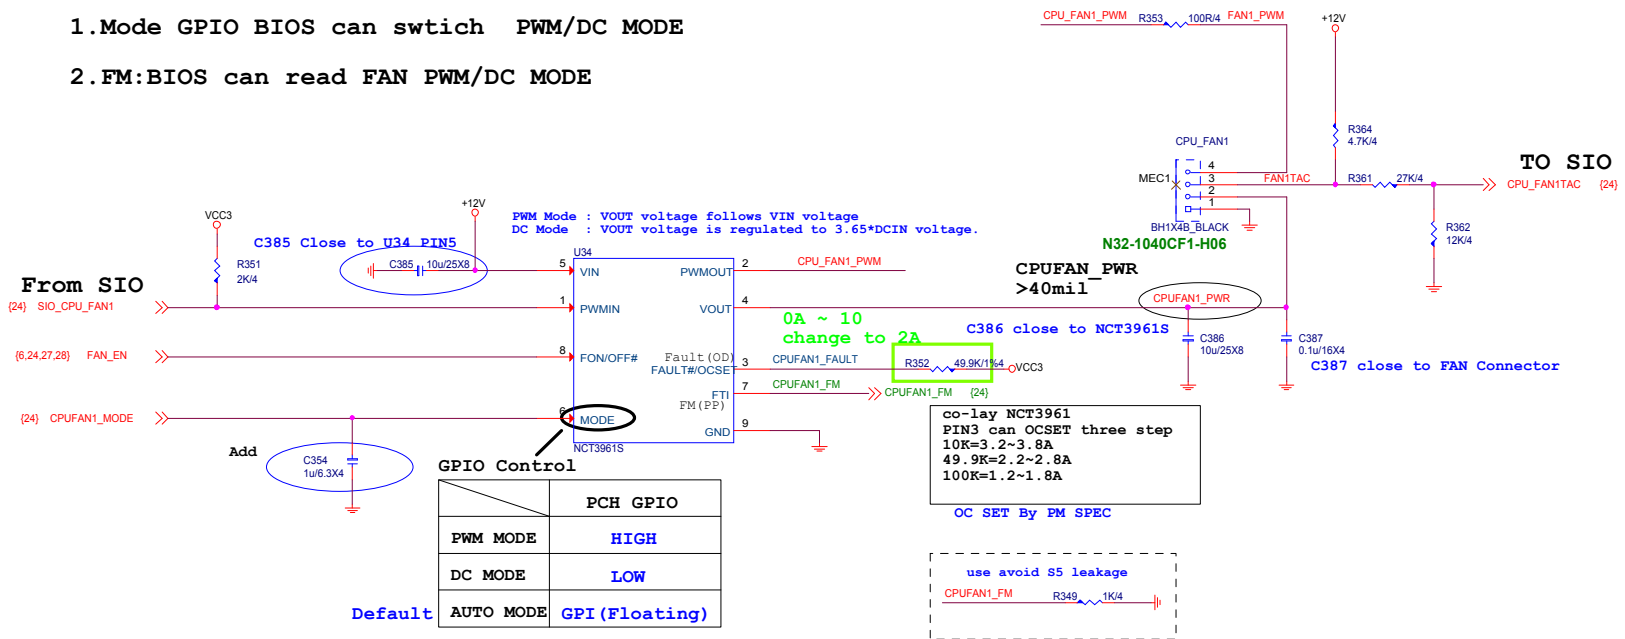 1.Mode GPIO BIOS can swtich PWM/DC MODE
2.FM:BIOS can read FAN PWM/DC MODE
CPU_FAN1_PWM
R353
100R/4
FAN1_PWM
+12V
R364
4.7K/4
CPU_FAN1
MEC1
4
3
2
1
FAN1TAC
R361
27K/4
TO SIO
CPU_FAN1TAC {24}
R362
12K/4
BH1X4B_BLACK
N32-1040CF1-H06
VCC3
+12V
PWM Mode : VOUT voltage follows VIN voltage
DC Mode : VOUT voltage is regulated to 3.65*DCIN voltage.
C385 Close to U34 PIN5
R351
2K/4
C385
10u/25X8
U34
5
VIN
PWMOUT
2
CPU_FAN1_PWM
From SIO
{24} SIO_CPU_FAN1
1
PWMIN
VOUT
4
CPUFAN_PWR
>40mil
CPUFAN1_PWR
0A ~ 10
change to 2A
C386 close to NCT3961S
C386
10u/25X8
C387
0.1u/16X4
C387 close to FAN Connector
{6,24,27,28} FAN_EN
8
FON/OFF#
Fault(OD)
FAULT#/OCSET
3
CPUFAN1_FAULT
R352
49.9K/1%4
VCC3
FTI
7
CPUFAN1_FM
CPUFAN1_FM {24}
FM(PP)
{24} CPUFAN1_MODE
6
MODE
GND
9
NCT3961S
Add
C354
1u/6.3X4
GPIO Control
PCH GPIO
PWM MODE HIGH
DC MODE LOW
Default AUTO MODE GPI(Floating)
co-lay NCT3961
PIN3 can OCSET three step
10K=3.2~3.8A
49.9K=2.2~2.8A
100K=1.2~1.8A
OC SET By PM SPEC
use avoid S5 leakage
CPUFAN1_FM
R349
1K/4